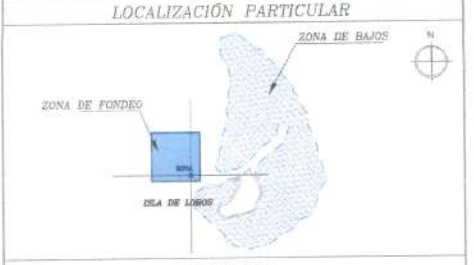 LOCALIZACIÓN PARTICULAR
ZONA DE BAJOS
N
ZONA DE FONDEO
ISLA DE LOBOS